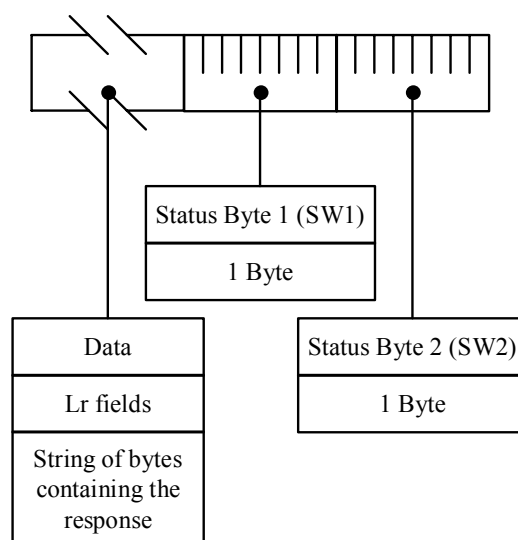 Status Byte 1 (SW1)
1 Byte
Data
Lr fields
String of bytes
containing the
response
Status Byte 2 (SW2)
1 Byte